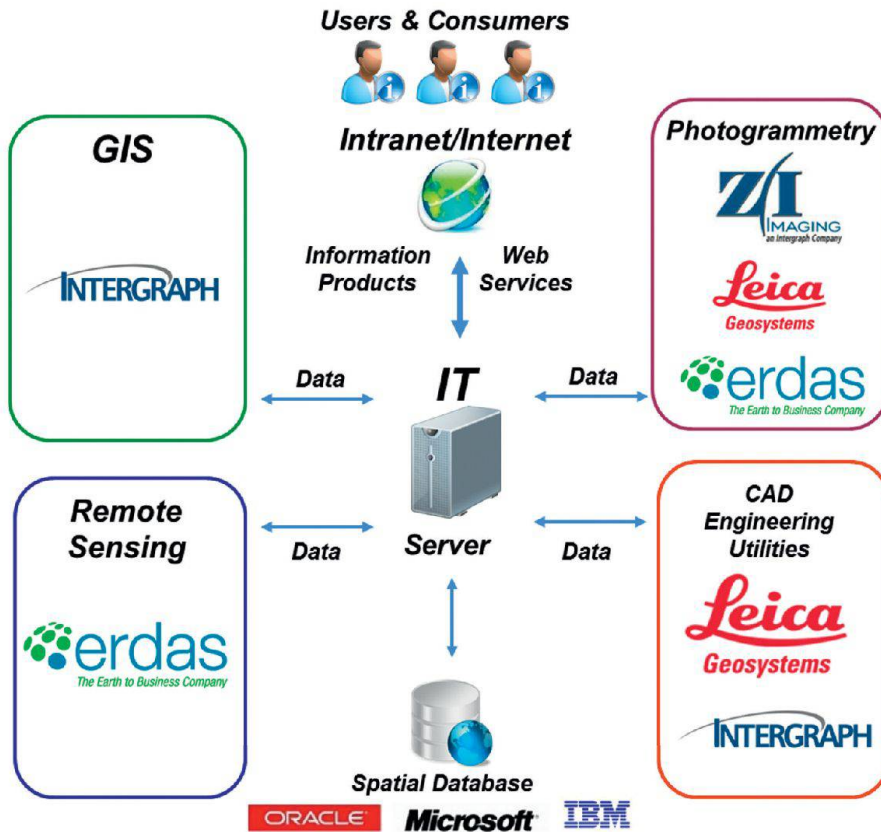 Users & Consumers
Intranet/Internet
Information
Products
Web
Services
GIS
INTERGRAPH
Photogrammetry
Z/I
IMAGING
an Intergraph Company
Leica
Geosystems
erdas
The Earth to Business Company
Data
IT
Data
Server
Data
Data
Remote
Sensing
erdas
The Earth to Business Company
CAD
Engineering
Utilities
Leica
Geosystems
INTERGRAPH
Spatial Database
ORACLE
Microsoft
IBM